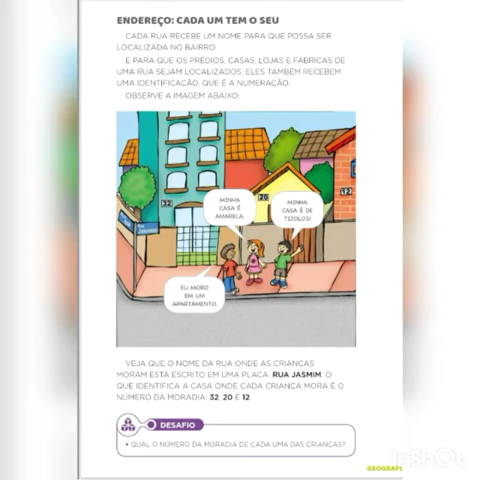 ENDEREÇO: CADA UM TEM O SEU
CADA RUA RECEBE UM NOME PARA QUE POSSA SER
LOCALIZADA NO BAIRRO.
E PARA QUE OS PRÉDIOS, CASAS, LOJAS E FÁBRICAS DE
UMA RUA SEJAM LOCALIZADOS, ELES TAMBÉM RECEBEM
UMA IDENTIFICAÇÃO, QUE É A NUMERAÇÃO.
OBSERVE A IMAGEM ABAIXO:
32
20
12
MINHA
CASA É
AMARELA.
MINHA
CASA É DE
TIJOLOS!
EU MORO
EM UM
APARTAMENTO.
VEJA QUE O NOME DA RUA ONDE AS CRIANÇAS
MORAM ESTÁ ESCRITO EM UMA PLACA: RUA JASMIM. O
QUE IDENTIFICA A CASA ONDE CADA CRIANÇA MORA É O
NÚMERO DA MORADIA: 32, 20 E 12.
DESAFIO
• QUAL O NÚMERO DA MORADIA DE CADA UMA DAS CRIANÇAS?
InShOt